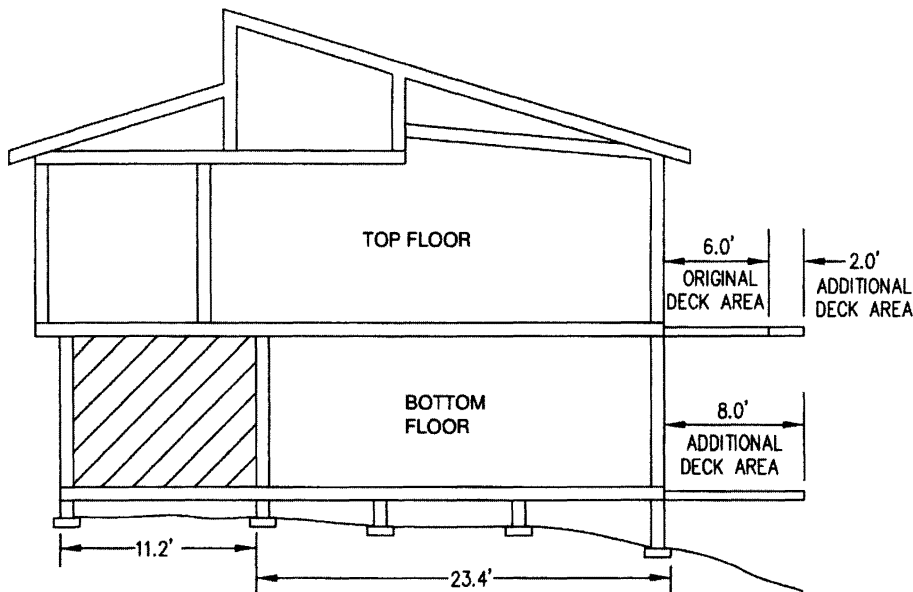 TOP FLOOR
6.0'
ORIGINAL
DECK AREA
2.0'
ADDITIONAL
DECK AREA
BOTTOM
FLOOR
8.0'
ADDITIONAL
DECK AREA
11.2'
23.4'